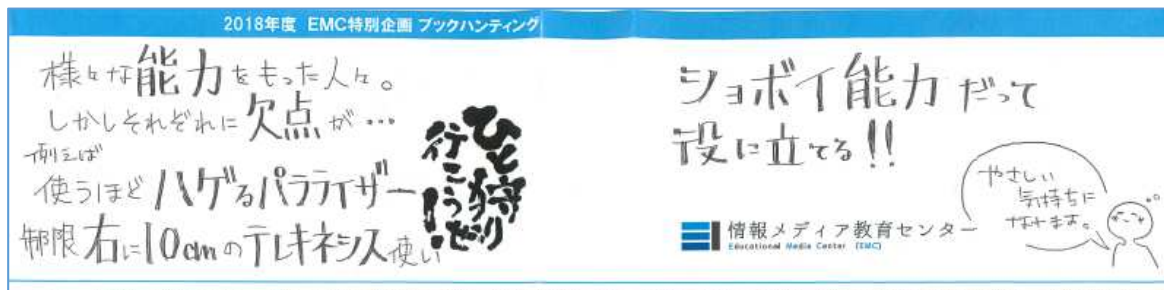 2018年度 EMC特別企画 ブックハンティング
様々な能力をもった人々。
しかしそれぞれに欠点が…
例えば
使うほどハゲるパラライザー
制限右に10cmのテレキネシス使い
ひと狩り
行こうぜ!!
ショボイ能力だって
役に立てる!!
やさしい
気持ちに
なれます。
情報メディア教育センター
Educational Media Center (EMC)